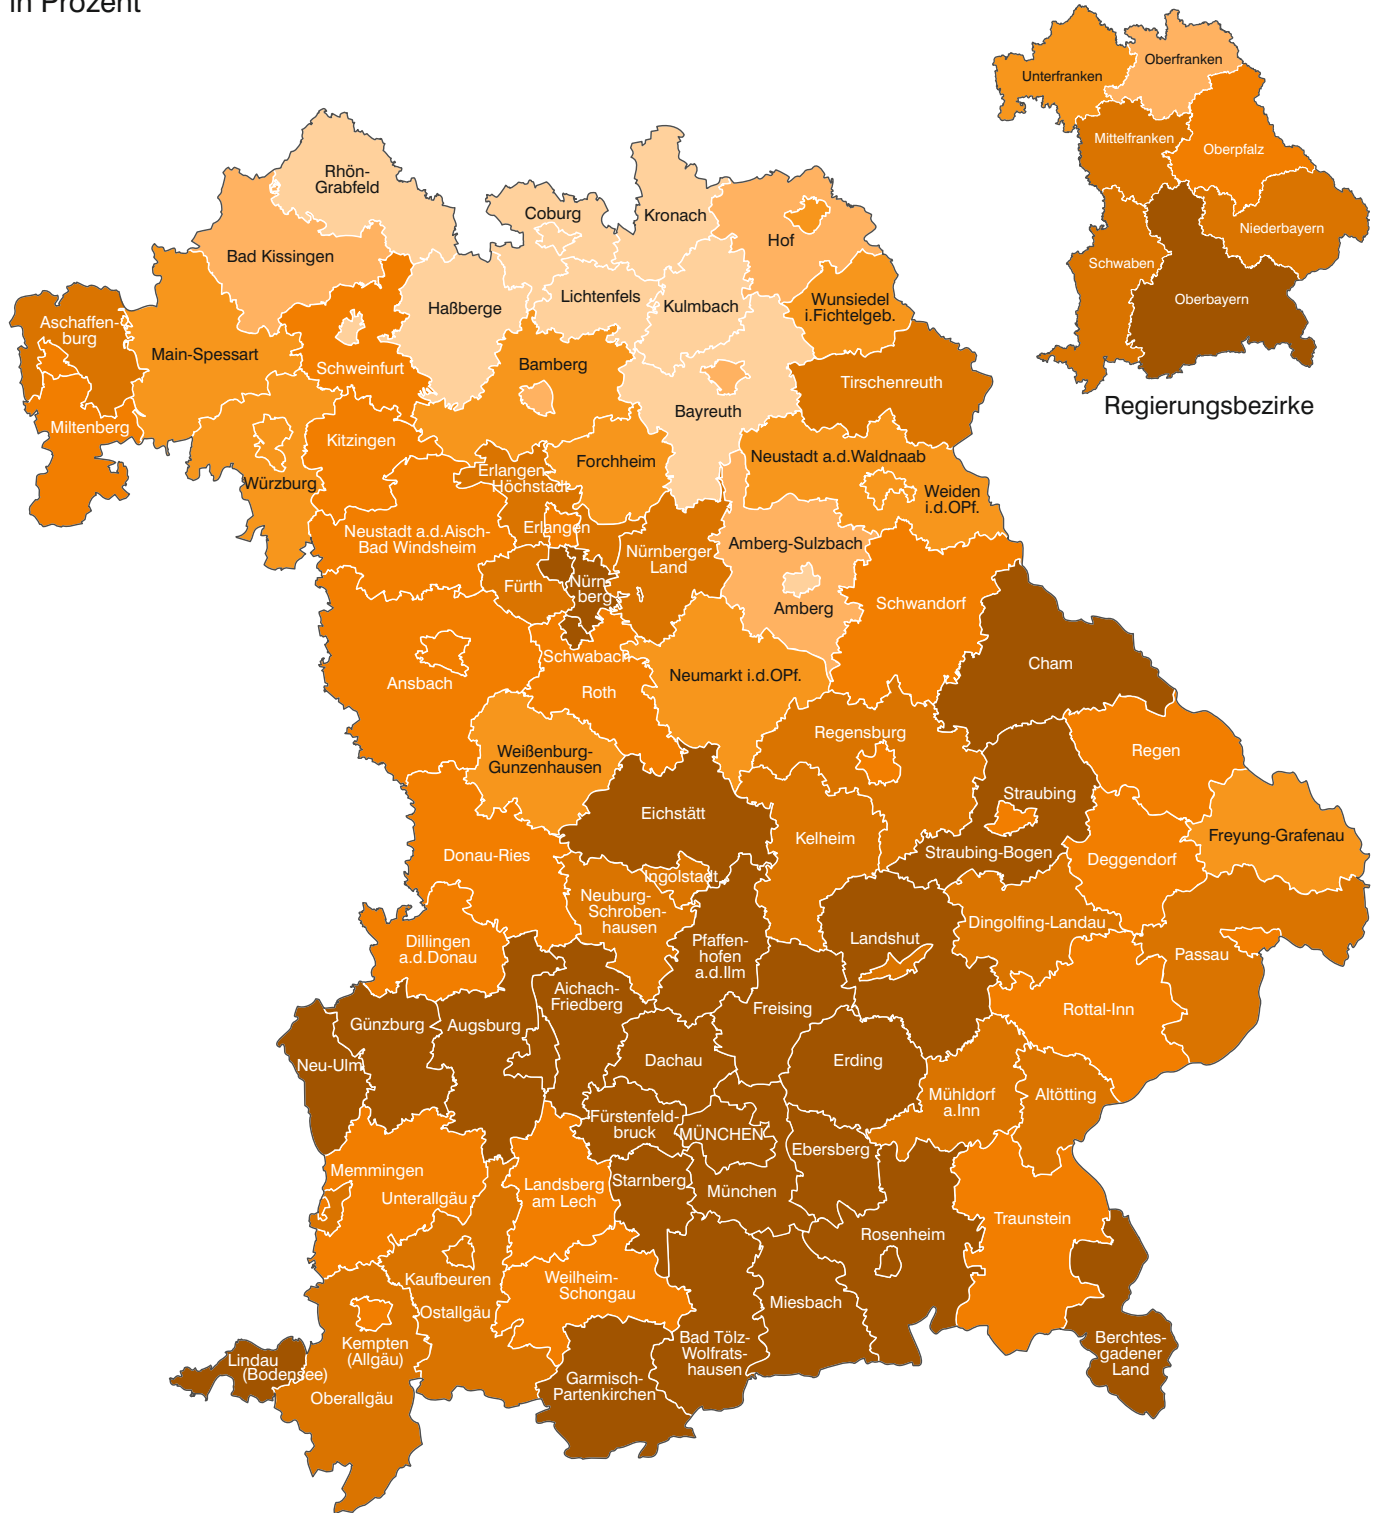 in Prozent
Oberfranken
Unterfranken
Mittelfranken
Oberpfalz
Niederbayern
Schwaben
Oberbayern
Regierungsbezirke
Rhön-
Grabfeld
Coburg
Kronach
Hof
Bad Kissingen
Lichtenfels
Wunsiedel
i.Fichtelgeb.
Haßberge
Kulmbach
Aschaffen-
burg
Main-Spessart
Schweinfurt
Bamberg
Tirschenreuth
Bayreuth
Miltenberg
Kitzingen
Neustadt a.d.Waldnaab
Forchheim
Erlangen-
Höchstadt
Würzburg
Weiden
i.d.OPf.
Neustadt a.d.Aisch-
Bad Windsheim
Erlangen
Nürnberger
Land
Amberg-Sulzbach
Fürth
Nürn-
berg
Amberg
Schwandorf
Schwabach
Cham
Ansbach
Roth
Neumarkt i.d.OPf.
Regensburg
Weißenburg-
Gunzenhausen
Regen
Straubing
Eichstätt
Kelheim
Freyung-Grafenau
Donau-Ries
Straubing-Bogen
Deggendorf
Ingolstadt
Neuburg-
Schroben-
hausen
Dingolfing-Landau
Dillingen
a.d.Donau
Pfaffen-
hofen
a.d.Ilm
Landshut
Passau
Aichach-
Friedberg
Freising
Rottal-Inn
Günzburg
Augsburg
Neu-Ulm
Dachau
Erding
Mühldorf
a.Inn
Altötting
Fürstenfeld-
bruck
MÜNCHEN
Ebersberg
Memmingen
Unterallgäu
Landsberg
am Lech
Starnberg
München
Traunstein
Rosenheim
Kaufbeuren
Weilheim-
Schongau
Ostallgäu
Miesbach
Kempten
(Allgäu)
Bad Tölz-
Wolfrats-
hausen
Berchtes-
gadener
Land
Lindau
(Bodensee)
Oberallgäu
Garmisch-
Partenkirchen